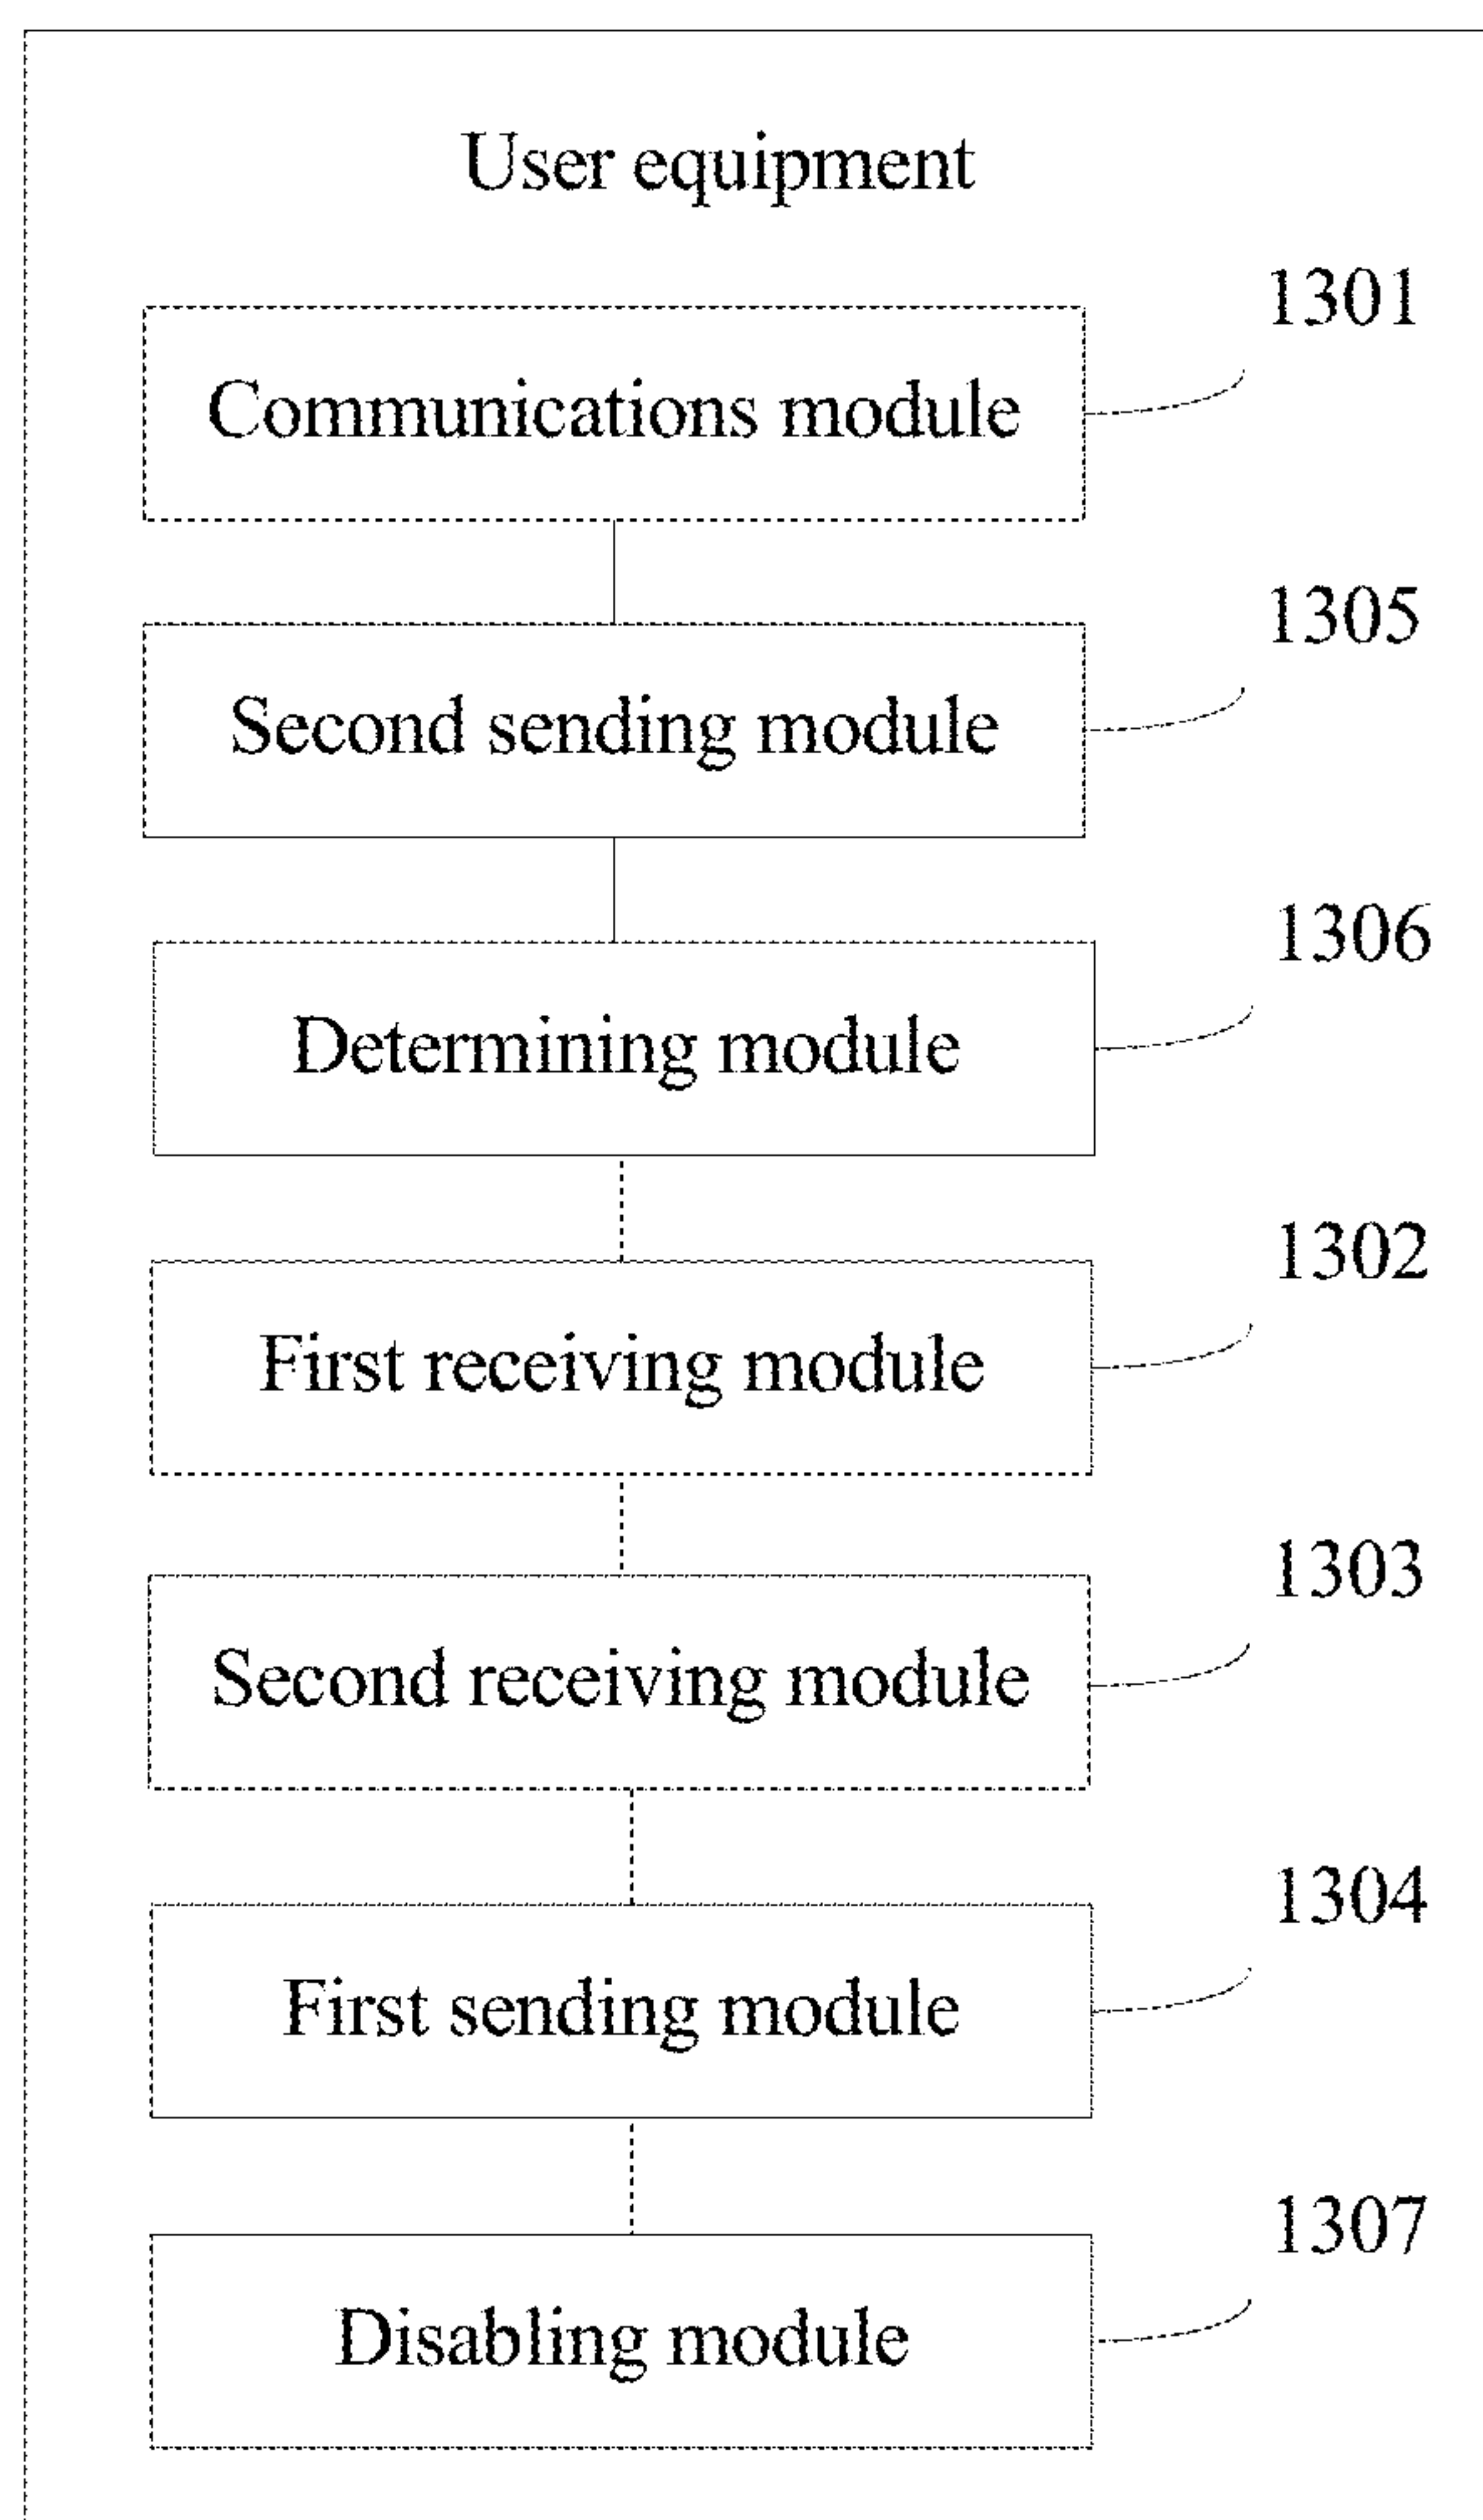 User equipment
1301
Communications module
1305
Second sending module
1306
Determining module
1302
First receiving module
1303
Second receiving module
1304
First sending module
1307
Disabling module